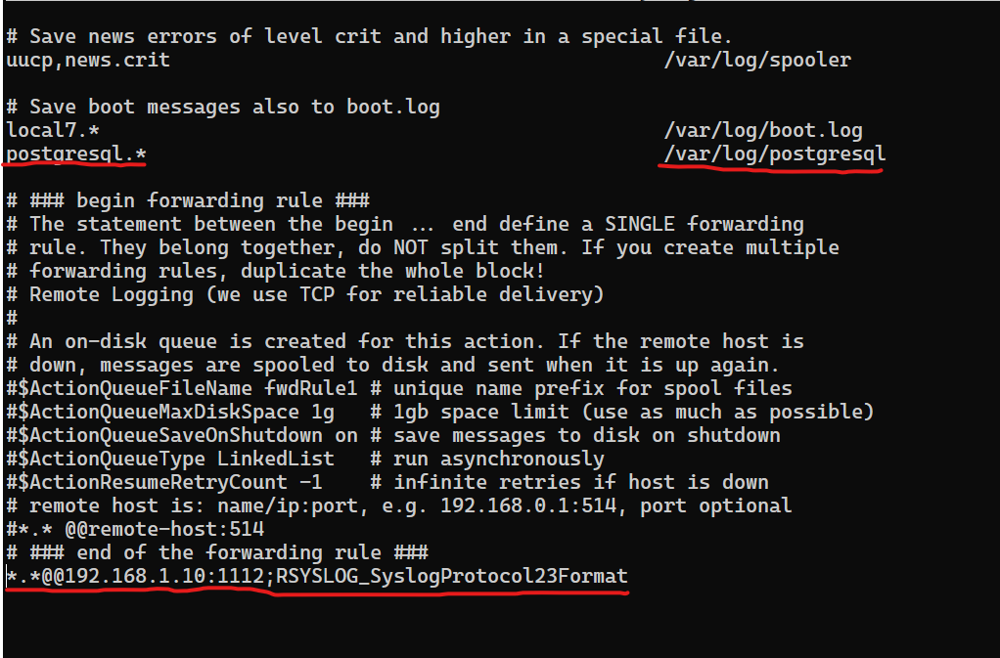 # Save news errors of level crit and higher in a special file.
uucp,news.crit /var/log/spooler
# Save boot messages also to boot.log
local7.* /var/log/boot.log
postgresql.* /var/log/postgresql
# ### begin forwarding rule ###
# The statement between the begin ... end define a SINGLE forwarding
# rule. They belong together, do NOT split them. If you create multiple
# forwarding rules, duplicate the whole block!
# Remote Logging (we use TCP for reliable delivery)
#
# An on-disk queue is created for this action. If the remote host is
# down, messages are spooled to disk and sent when it is up again.
#$ActionQueueFileName fwdRule1 # unique name prefix for spool files
#$ActionQueueMaxDiskSpace 1g # 1gb space limit (use as much as possible)
#$ActionQueueSaveOnShutdown on # save messages to disk on shutdown
#$ActionQueueType LinkedList # run asynchronously
#$ActionResumeRetryCount -1 # infinite retries if host is down
# remote host is: name/ip:port, e.g. 192.168.0.1:514, port optional
#*.* @@remote-host:514
# ### end of the forwarding rule ###
*.*@@192.168.1.10:1112;RSYSLOG_SyslogProtocol23Format